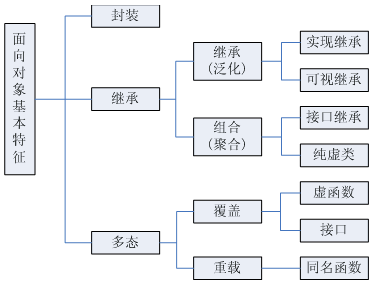 面向对象基本特征
封装
继承
继承
（泛化）
实现继承
可视继承
组合
（聚合）
接口继承
纯虚类
多态
覆盖
虚函数
接口
重载
同名函数